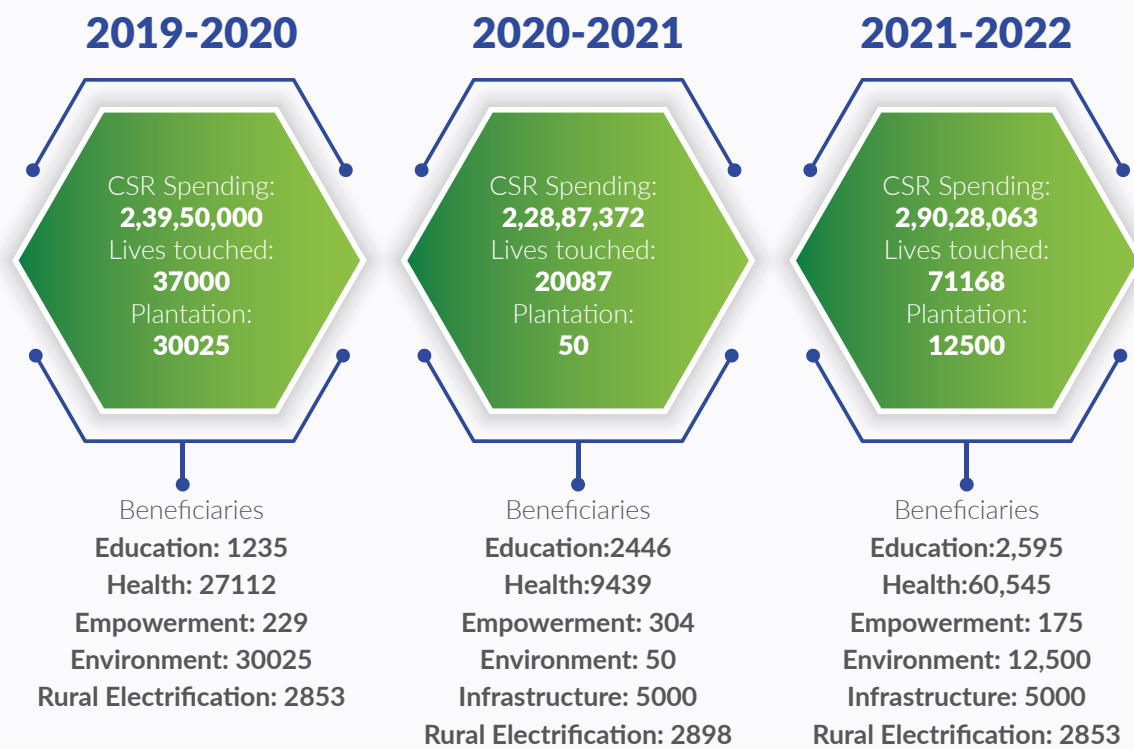 2019-2020
CSR Spending:
2,39,50,000
Lives touched:
37000
Plantation:
30025
Beneficiaries
Education: 1235
Health: 27112
Empowerment: 229
Environment: 30025
Rural Electrification: 2853
2020-2021
CSR Spending:
2,28,87,372
Lives touched:
20087
Plantation:
50
Beneficiaries
Education:2446
Health:9439
Empowerment: 304
Environment: 50
Infrastructure: 5000
Rural Electrification: 2898
2021-2022
CSR Spending:
2,90,28,063
Lives touched:
71168
Plantation:
12500
Beneficiaries
Education:2,595
Health:60,545
Empowerment: 175
Environment: 12,500
Infrastructure: 5000
Rural Electrification: 2853